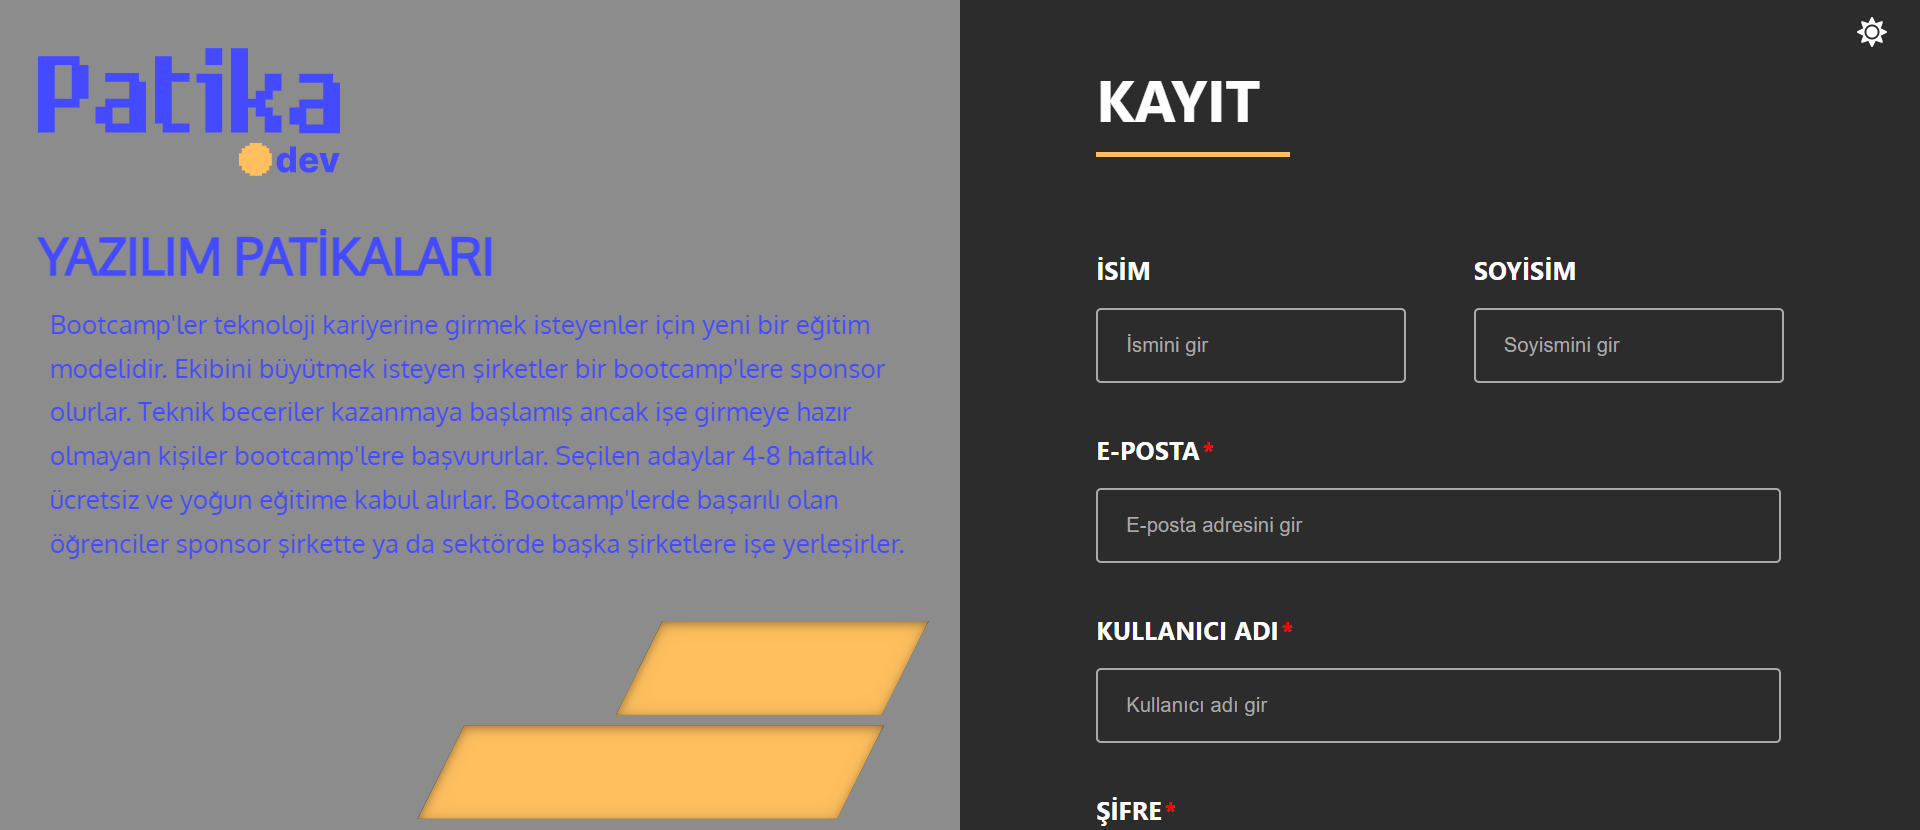 Patika
dev
YAZILIM PATİKALARI
Bootcamp'ler teknoloji kariyerine girmek isteyenler için yeni bir eğitim
modelidir. Ekibini büyütmek isteyen şirketler bir bootcamp'lere sponsor
olurlar. Teknik beceriler kazanmaya başlamış ancak işe girmeye hazır
olmayan kişiler bootcamp'lere başvururlar. Seçilen adaylar 4-8 haftalık
ücretsiz ve yoğun eğitime kabul alırlar. Bootcamp'lerde başarılı olan
öğrenciler sponsor şirkette ya da sektörde başka şirketlere işe yerleşirler.
KAYIT
İSİM SOYİSİM
İsmini gir Soyismini gir
E-POSTA*
E-posta adresini gir
KULLANICI ADI*
Kullanıcı adı gir
ŞİFRE*